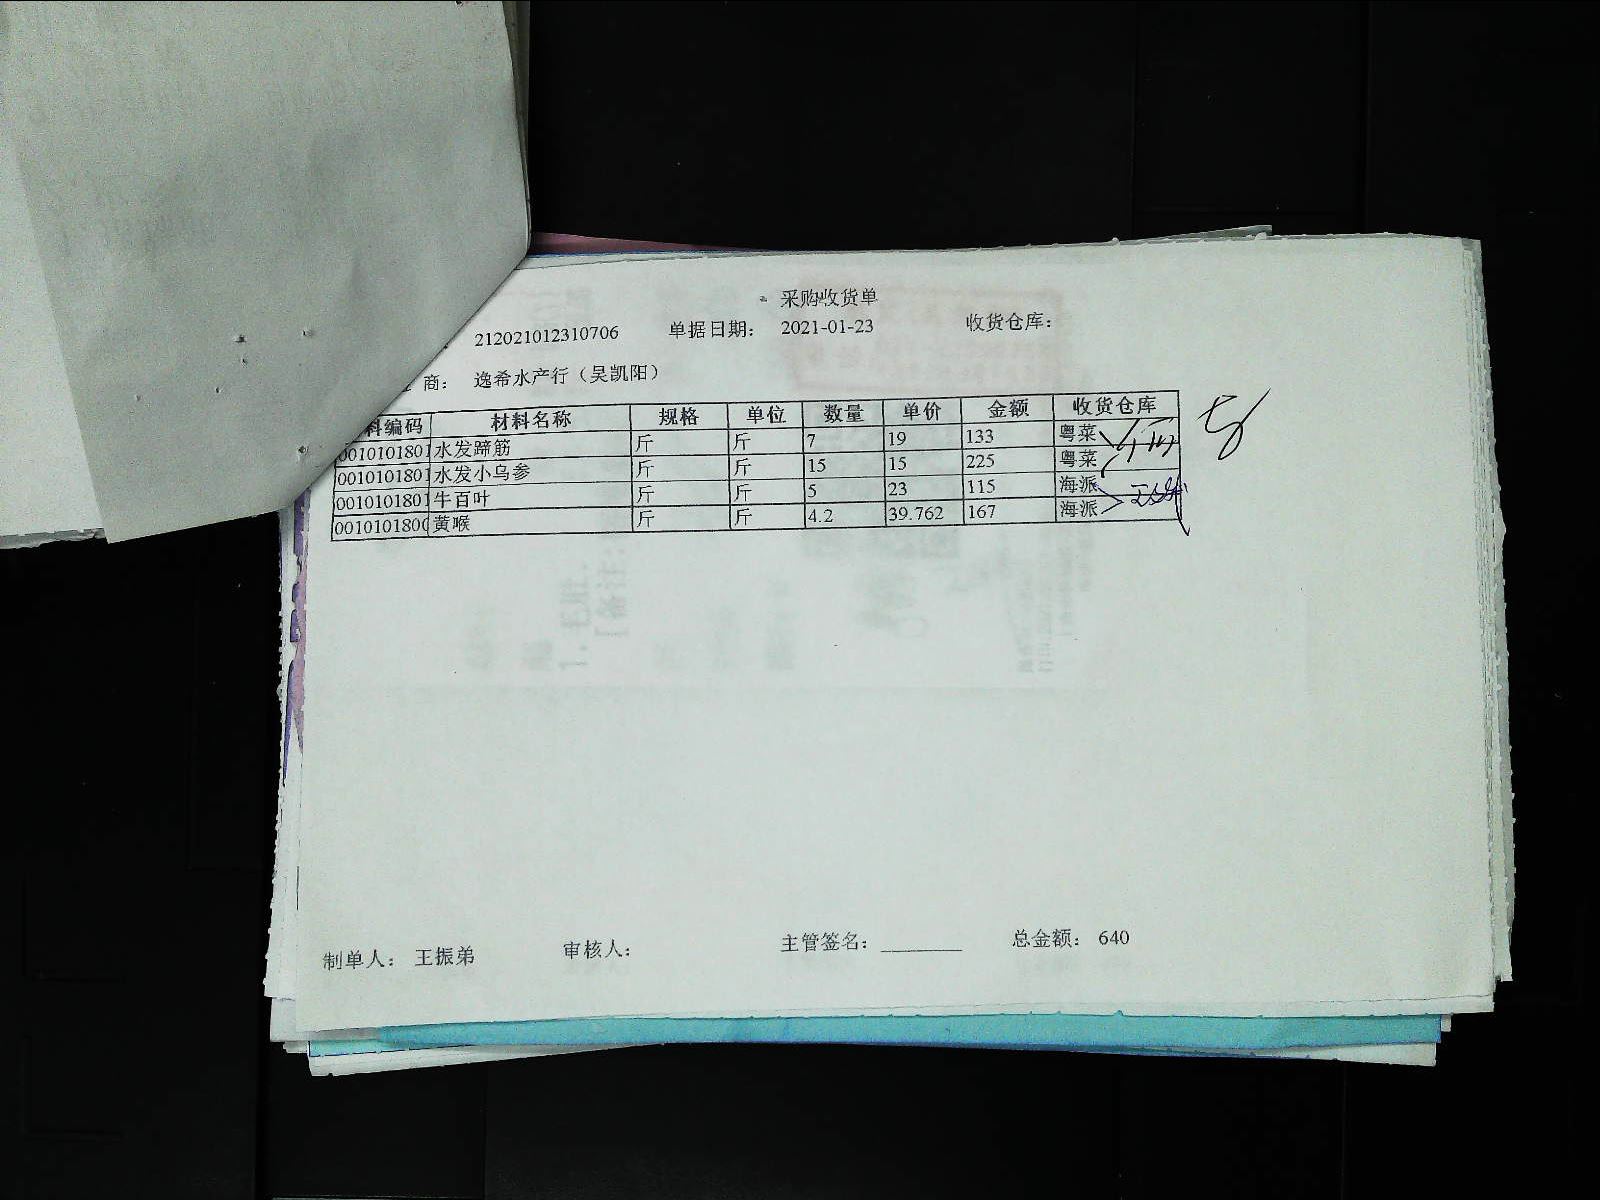 采购收货单
212021012310706 单据日期： 2021-01-23 收货仓库：
商： 逸希水产行（吴凯阳）
料编码 材料名称 规格 单位 数量 单价 金额 收货仓库
0010101801 水发蹄筋 斤 斤 7 19 133 粤菜
0010101801 水发小乌参 斤 斤 15 15 225 粤菜
0010101801 牛百叶 斤 斤 5 23 115 海派
001010180 黄喉 斤 斤 4.2 39.762 167 海派
制单人： 王振弟 审核人： 主管签名： 总金额： 640